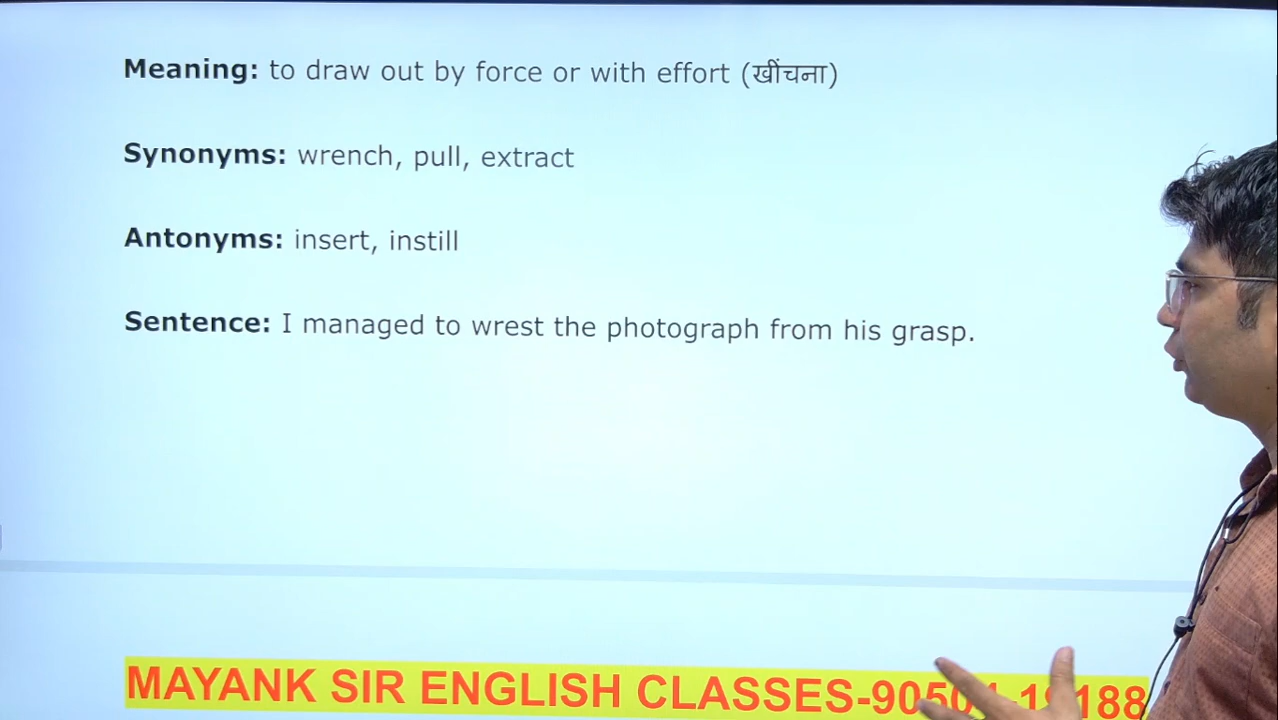 Meaning: to draw out by force or with effort (खींचना)
Synonyms: wrench, pull, extract
Antonyms: insert, instill
Sentence: I managed to wrest the photograph from his grasp.
MAYANK SIR ENGLISH CLASSES